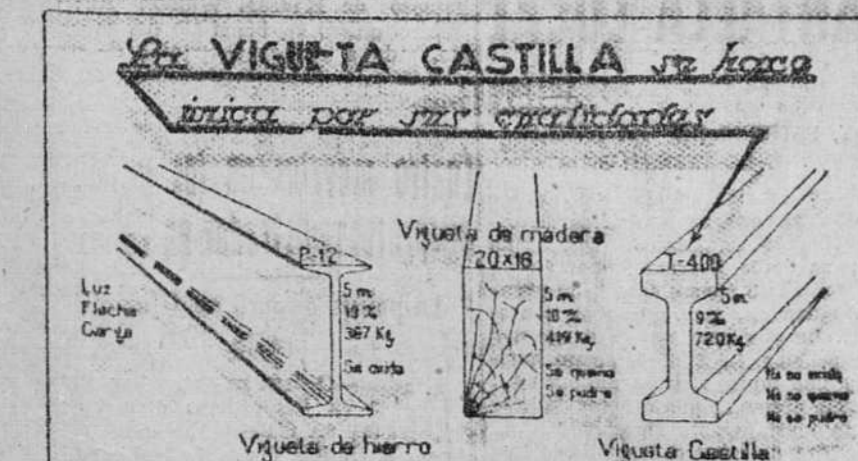 La VIGUETA CASTILLA se hace
única por sus cualidades
Vigueta de madera
P-12
20x16
T-400
Luz
Flecha
Carga
5 m
18‰
367 Kg
Se oxida
5 m
18‰
419 Kg
Se quema
Se pudre
5 m
9‰
720 Kg
Ni se oxida
Ni se quema
Ni se pudre
Vigueta de hierro
Vigueta Castilla